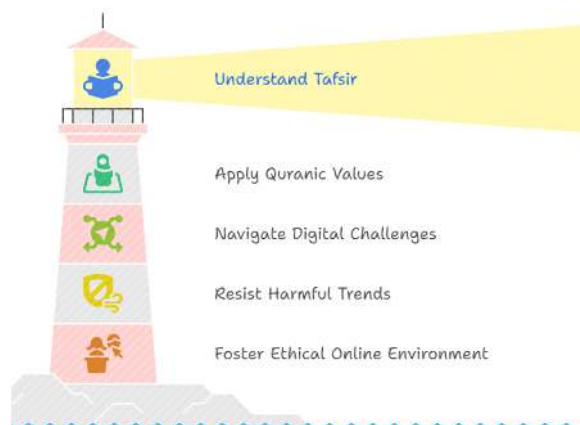 Understand Tafsir
Apply Quranic Values
Navigate Digital Challenges
Resist Harmful Trends
Foster Ethical Online Environment